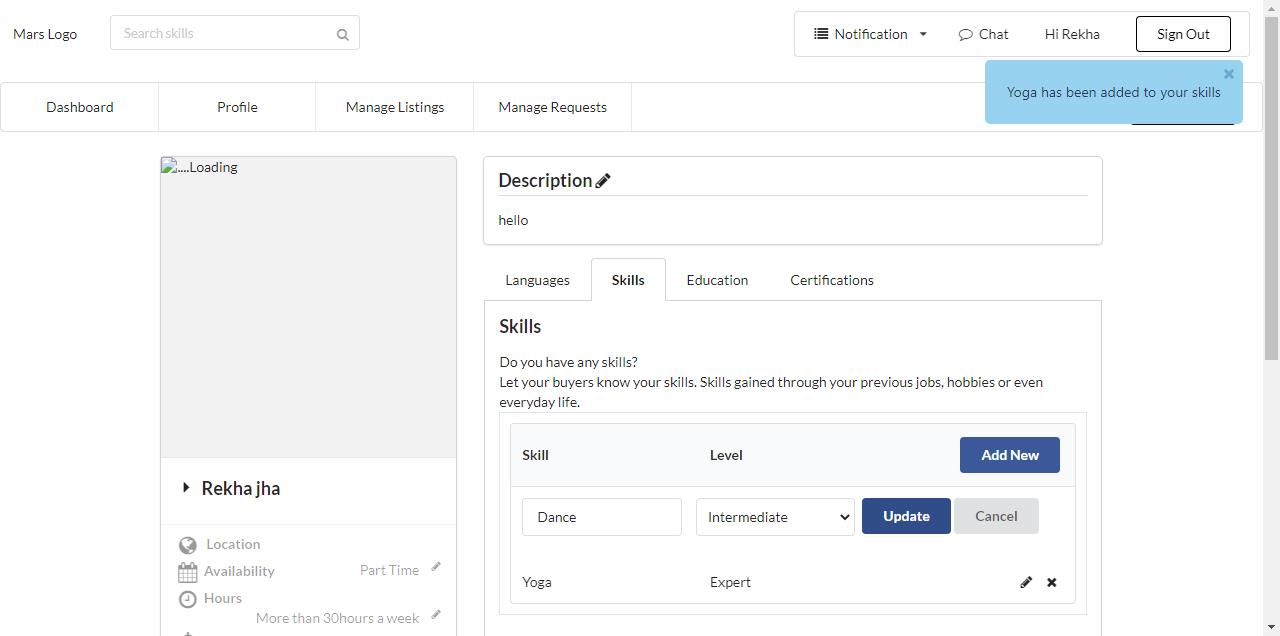 Mars Logo
Search skills
Notification
Chat
Hi Rekha
Sign Out
Yoga has been added to your skills
Dashboard
Profile
Manage Listings
Manage Requests
....Loading
Description
hello
Languages
Skills
Education
Certifications
Skills
Do you have any skills?
Let your buyers know your skills. Skills gained through your previous jobs, hobbies or even
everyday life.
Skill
Level
Add New
Dance
Intermediate
Update
Cancel
Yoga
Expert
Rekha jha
Location
Availability
Part Time
Hours
More than 30hours a week